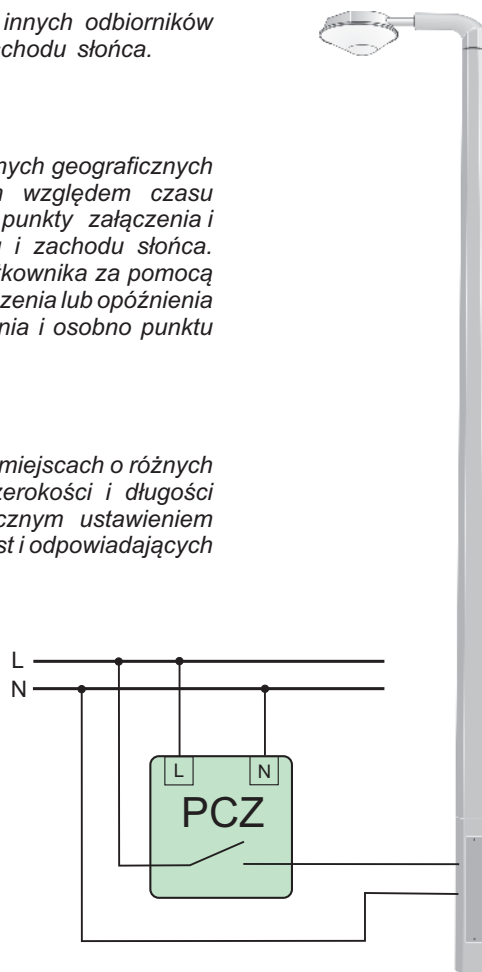 innych odbiorników
chodu słońca.
nych geograficznych
względem czasu
punkty załączenia i
i zachodu słońca.
kownika za pomocą
zenia lub opóźnienia
nia i osobno punktu
miejscach o różnych
zerokości i długości
cznym ustawieniem
st i odpowiadających
L
N
L N
PCZ